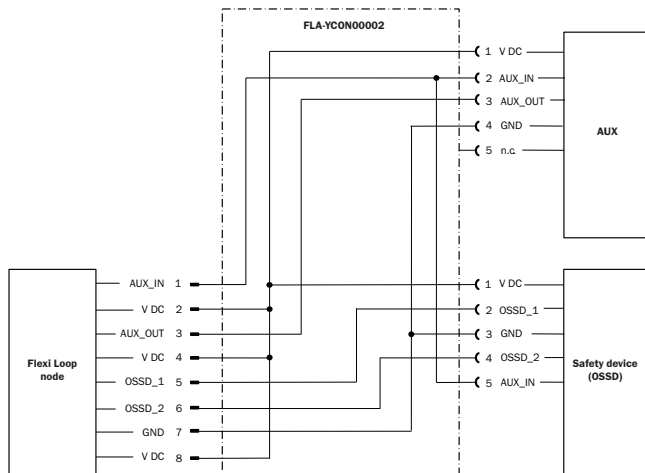 FLA-YCON00002
1 V DC
2 AUX_IN
3 AUX_OUT
4 GND
5 n.c.
AUX
AUX_IN 1
V DC 2
AUX_OUT 3
V DC 4
OSSD_1 5
OSSD_2 6
GND 7
V DC 8
Flexi Loop
node
1 V DC
2 OSSD_1
3 GND
4 OSSD_2
5 AUX_IN
Safety device
(OSSD)